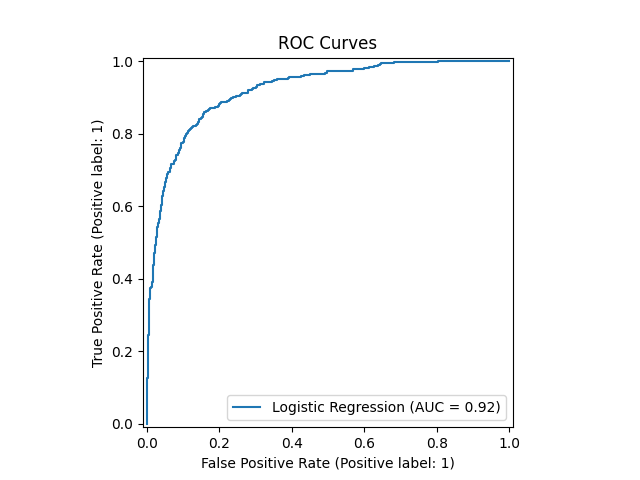 ROC Curves
1.0
0.8
0.6
0.4
0.2
0.0
True Positive Rate (Positive label: 1)
Logistic Regression (AUC = 0.92)
0.0 0.2 0.4 0.6 0.8 1.0
False Positive Rate (Positive label: 1)